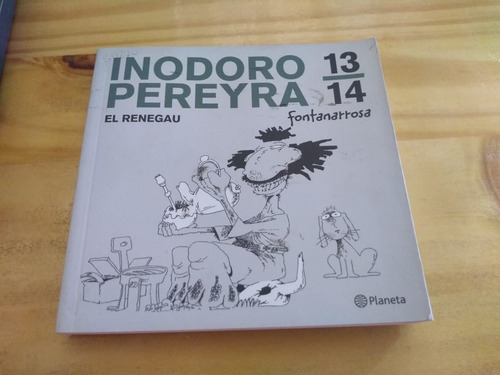 INODORO 13
PEREYRA 14
EL RENEGAU
fontanarrosa
Planeta